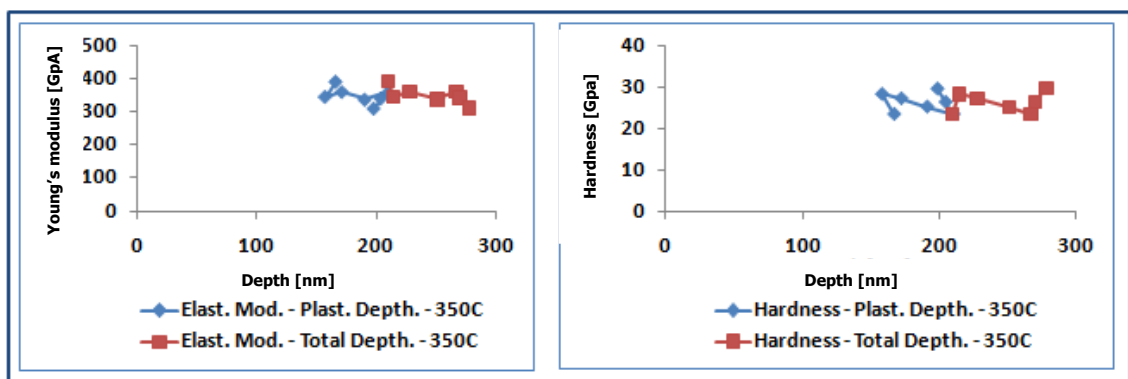 500
400
300
200
100
0
Young's modulus [GpA]
0 100 200 300
Depth [nm]
Elast. Mod. - Plast. Depth. - 350C
Elast. Mod. - Total Depth. - 350C
40
30
20
10
0
Hardness [Gpa]
0 100 200 300
Depth [nm]
Hardness - Plast. Depth. - 350C
Hardness - Total Depth. - 350C